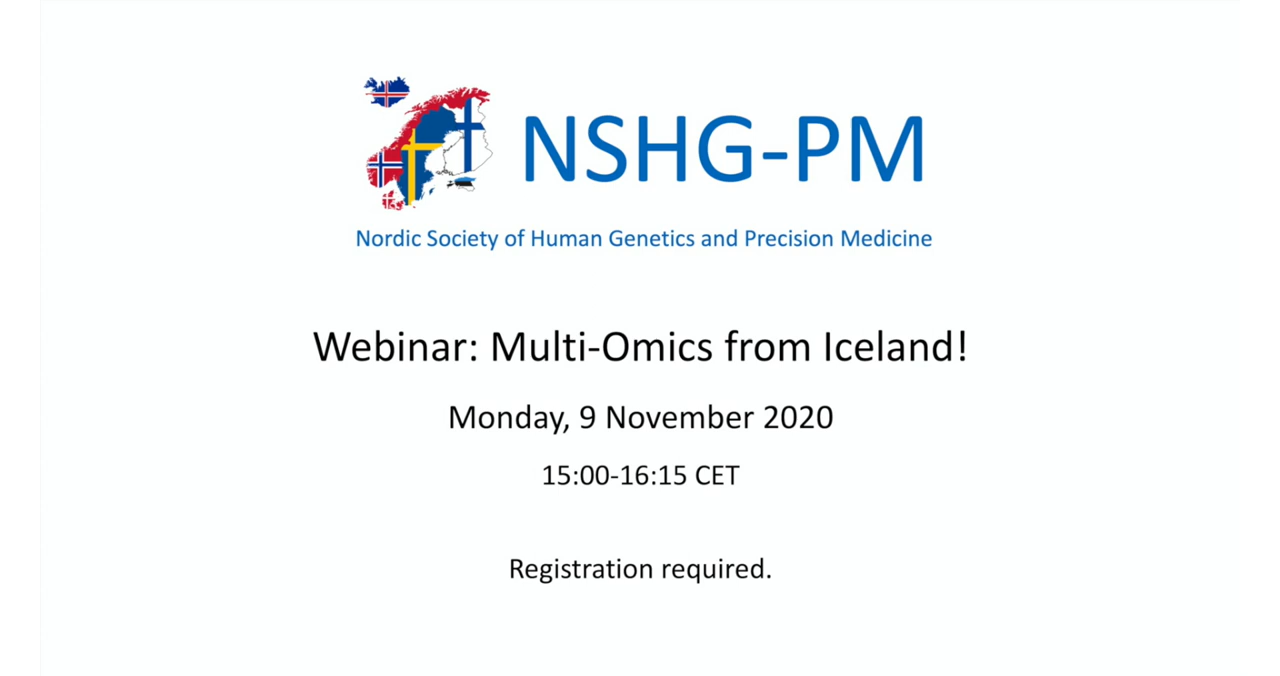 NSHG-PM
Nordic Society of Human Genetics and Precision Medicine
Webinar: Multi-Omics from Iceland!
Monday, 9 November 2020
15:00-16:15 CET
Registration required.